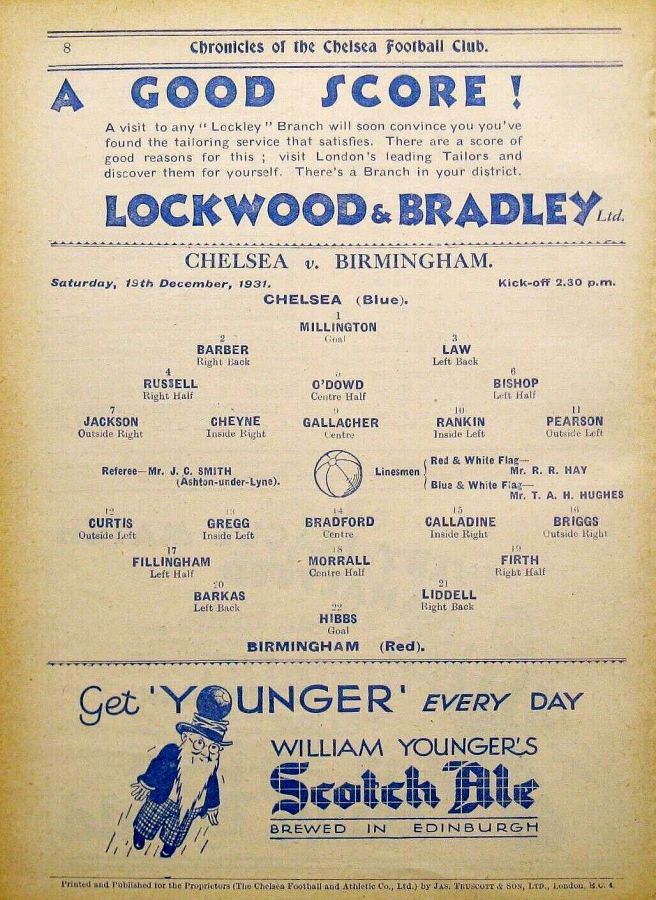 8 Chronicles of the Chelsea Football Club.
A GOOD SCORE!
A visit to any "Lockley" Branch will soon convince you you've
found the tailoring service that satisfies. There are a score of
good reasons for this ; visit London's leading Tailors and
discover them for yourself. There's a Branch in your district.
LOCKWOOD & BRADLEY Ltd.
CHELSEA v. BIRMINGHAM.
Saturday, 19th December, 1931. Kick-off 2.30 p.m.
CHELSEA (Blue).
1
MILLINGTON
Goal
2 3
BARBER LAW
Right Back Left Back
4 5 6
RUSSELL O'DOWD BISHOP
Right Half Centre Half Left Half
7 8 9 10 11
JACKSON CHEYNE GALLACHER RANKIN PEARSON
Outside Right Inside Right Centre Inside Left Outside Left
Referee—Mr. J. C. SMITH
(Ashton-under-Lyne).
Linesmen
Red & White Flag—
Mr. R. R. HAY
Blue & White Flag—
Mr. T. A. H. HUGHES
12 13 14 15 16
CURTIS GREGG BRADFORD CALLADINE BRIGGS
Outside Left Inside Left Centre Inside Right Outside Right
17 18 19
FILLINGHAM MORRALL FIRTH
Left Half Centre Half Right Half
20 21
BARKAS LIDDELL
Left Back Right Back
22
HIBBS
Goal
BIRMINGHAM (Red).
Get 'YOUNGER' EVERY DAY
WILLIAM YOUNGER'S
Scotch Ale
BREWED IN EDINBURGH
Printed and Published for the Proprietors (The Chelsea Football and Athletic Co., Ltd.) by JAS. TRUSCOTT & SON, LTD., London, E.C. 4.